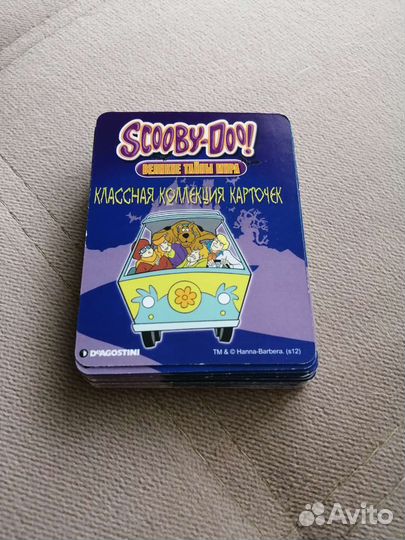 SCOOBY-DOO!
ВЕЛИКИЕ ТАЙНЫ МИРА
КЛАССНАЯ КОЛЛЕКЦИЯ КАРТОЧЕК
DEAGOSTINI
TM & © Hanna-Barbera. (s12)
Avito